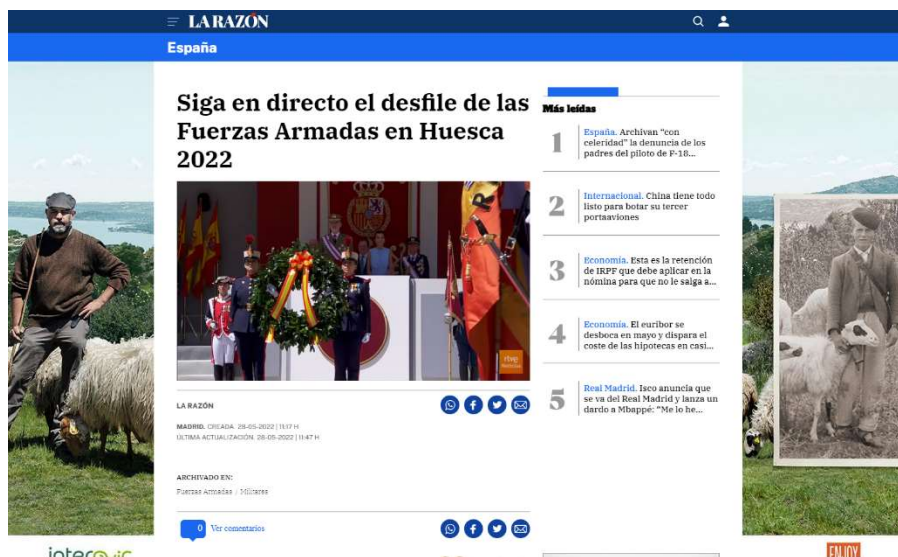 LA RAZÓN
España
Siga en directo el desfile de las
Fuerzas Armadas en Huesca
2022
rtve
Noticias
LA RAZÓN
MADRID. CREADA. 28-05-2022 | 11:17 H
ÚLTIMA ACTUALIZACIÓN. 28-05-2022 | 11:47 H
ARCHIVADO EN:
Fuerzas Armadas / Militares
0 Ver comentarios
Más leídas
1
España. Archivan "con
celeridad" la denuncia de los
padres del piloto de F-18...
2
Internacional. China tiene todo
listo para botar su tercer
portaaviones
3
Economía. Esta es la retención
de IRPF que debe aplicar en la
nómina para que no le salga a...
4
Economía. El euríbor se
desboca en mayo y dispara el
coste de las hipotecas en casi...
5
Real Madrid. Isco anuncia que
se va del Real Madrid y lanza un
dardo a Mbappé: "Me lo he...
interovic
ENJOY